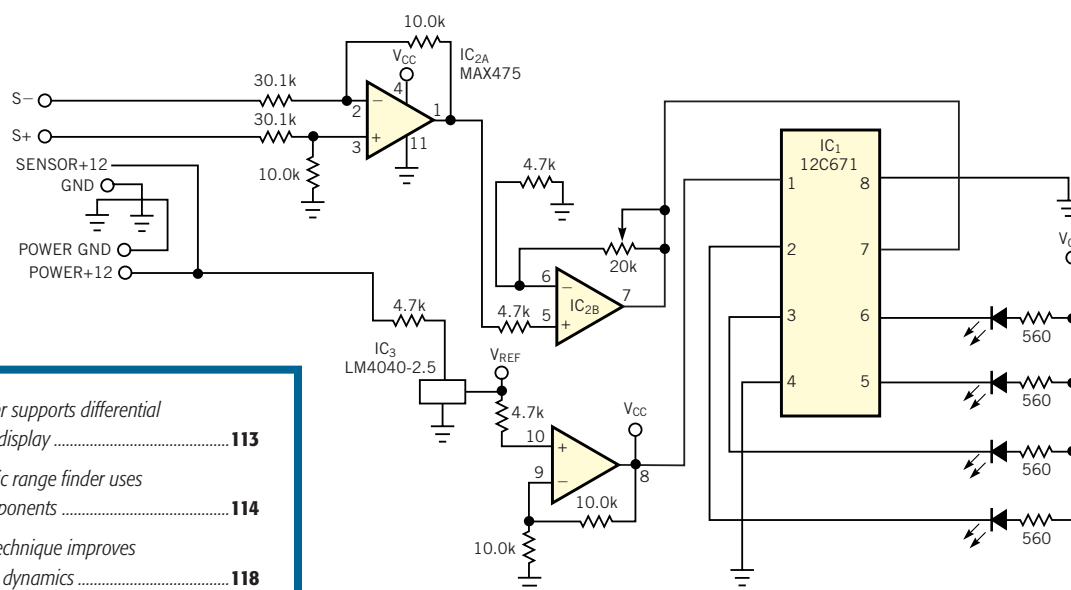 10.0k
VCC
IC2A
MAX475
4
30.1k
S−
−
2
1
30.1k
S+
+
3
11
10.0k
SENSOR+12
GND
POWER GND
POWER+12
4.7k
20k
6
−
IC2B
7
4.7k
5
+
4.7k
IC3
LM4040-2.5
VREF
4.7k
10
+
9
−
VCC
8
10.0k
10.0k
IC1
12C671
1
8
2
7
3
6
4
5
560
560
560
560
er supports differential
display ........................................ 113
ic range finder uses
ponents ........................................ 114
echnique improves
dynamics ........................................ 118